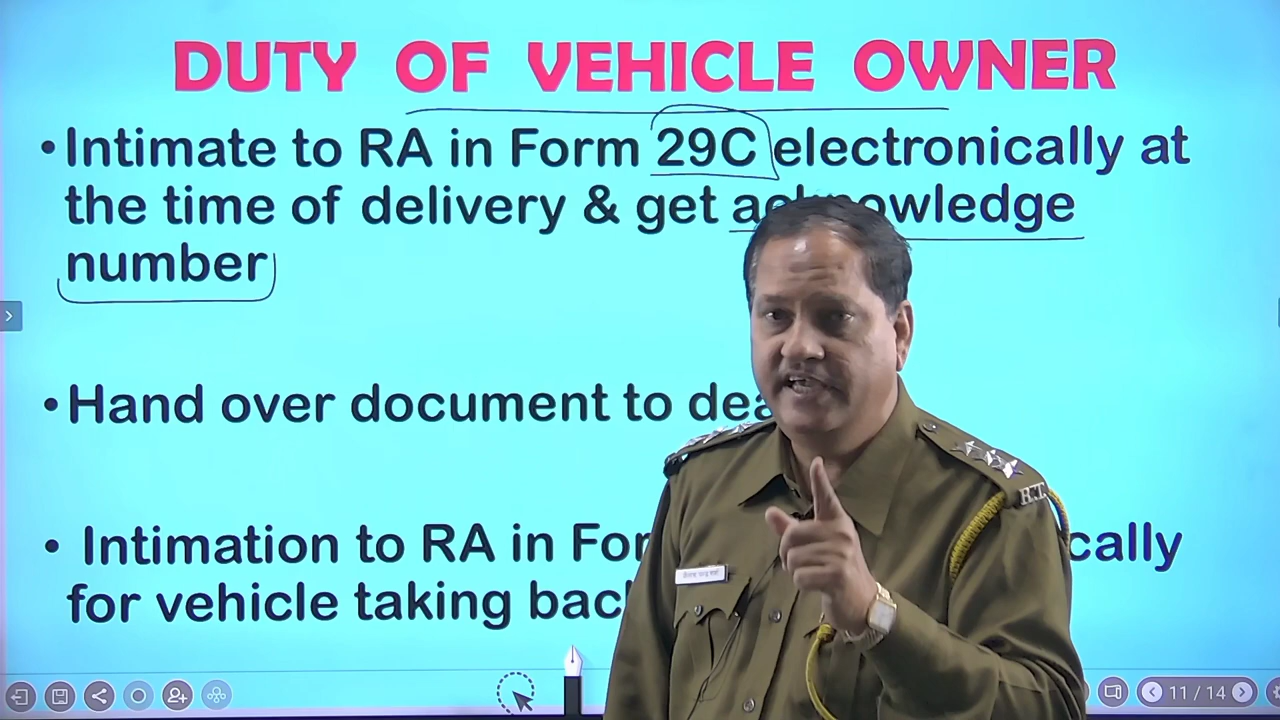 DUTY OF VEHICLE OWNER
•Intimate to RA in Form 29C electronically at
the time of delivery & get acknowledge
number
•Hand over document to
• Intimation to RA in
for vehicle taking
R.T.
11 / 14